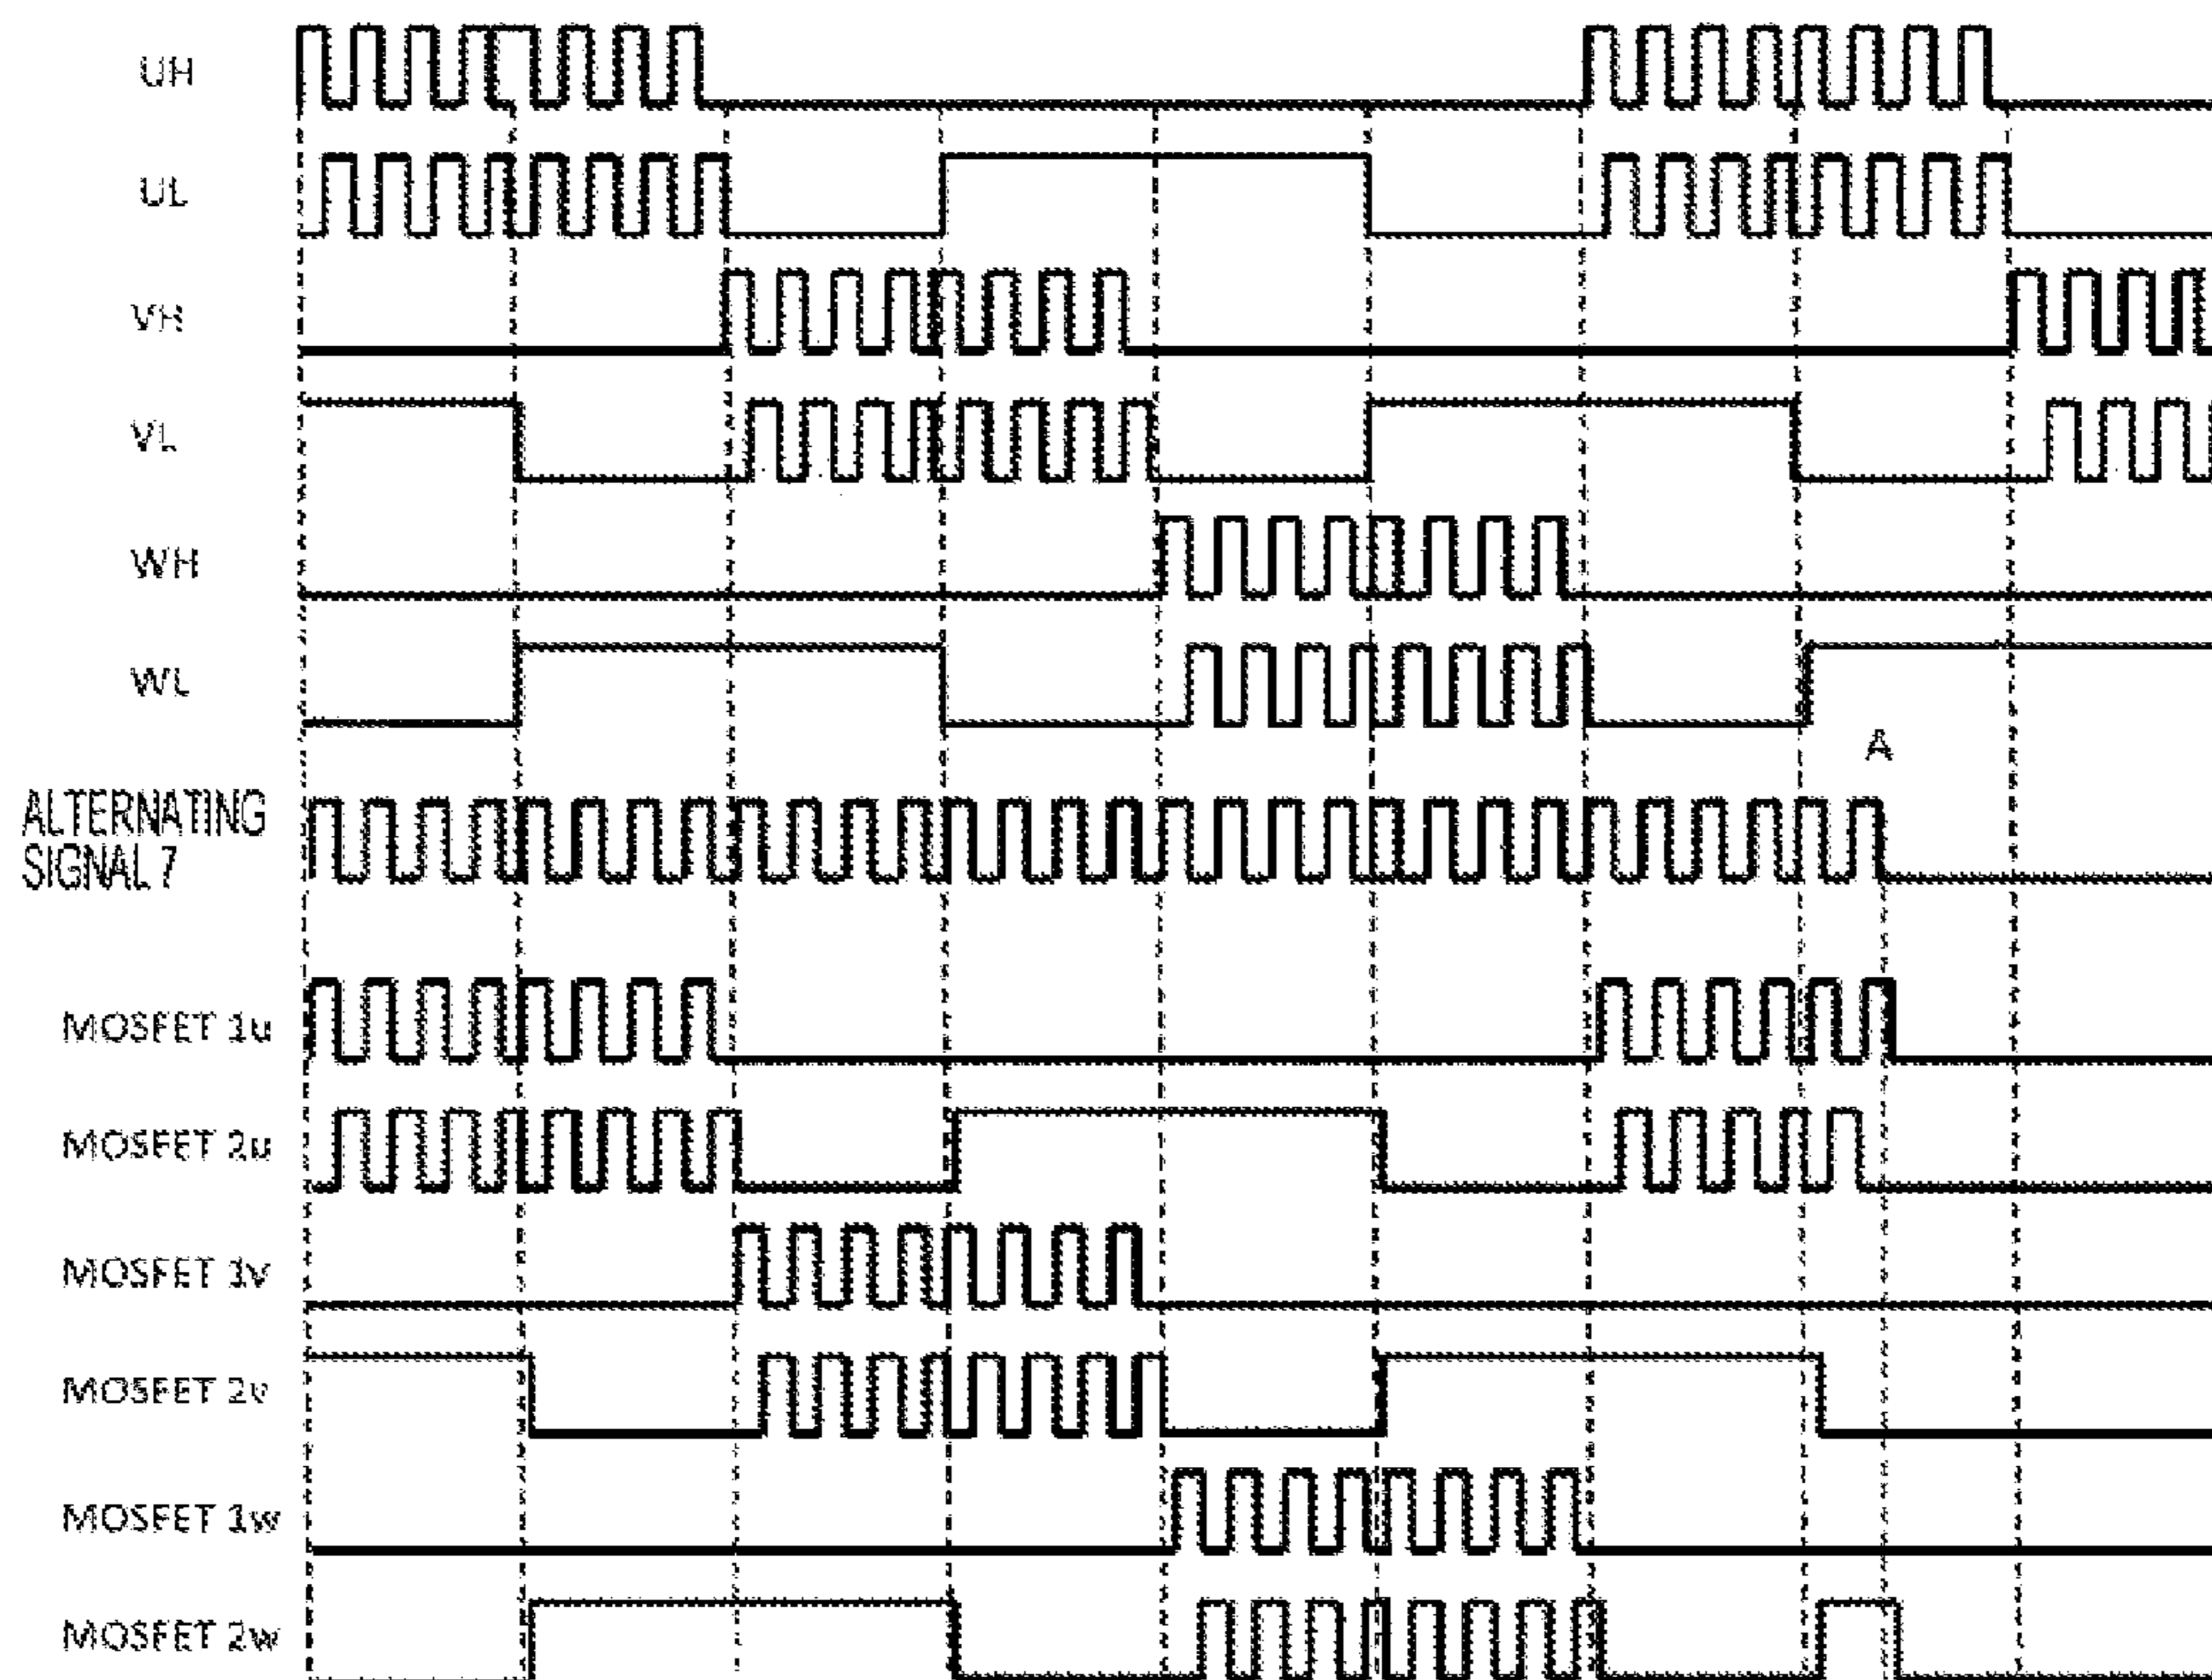 UH
UL
VH
VL
WH
WL
A
ALTERNATING
SIGNAL 7
MOSFET 1u
MOSFET 2u
MOSFET 1v
MOSFET 2v
MOSFET 1w
MOSFET 2w